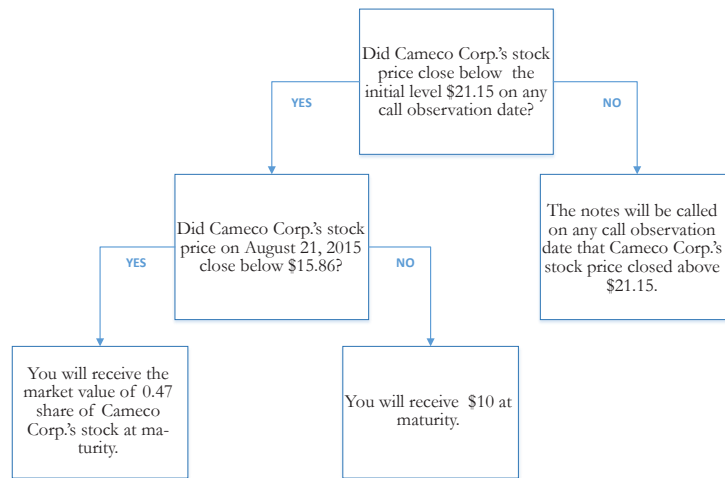 Did Cameco Corp.'s stock
price close below the
initial level $21.15 on any
call observation date?
YES
NO
Did Cameco Corp.'s stock
price on August 21, 2015
close below $15.86?
The notes will be called
on any call observation
date that Cameco Corp.'s
stock price closed above
$21.15.
YES
NO
You will receive the
market value of 0.47
share of Cameco
Corp.'s stock at ma-
turity.
You will receive $10 at
maturity.